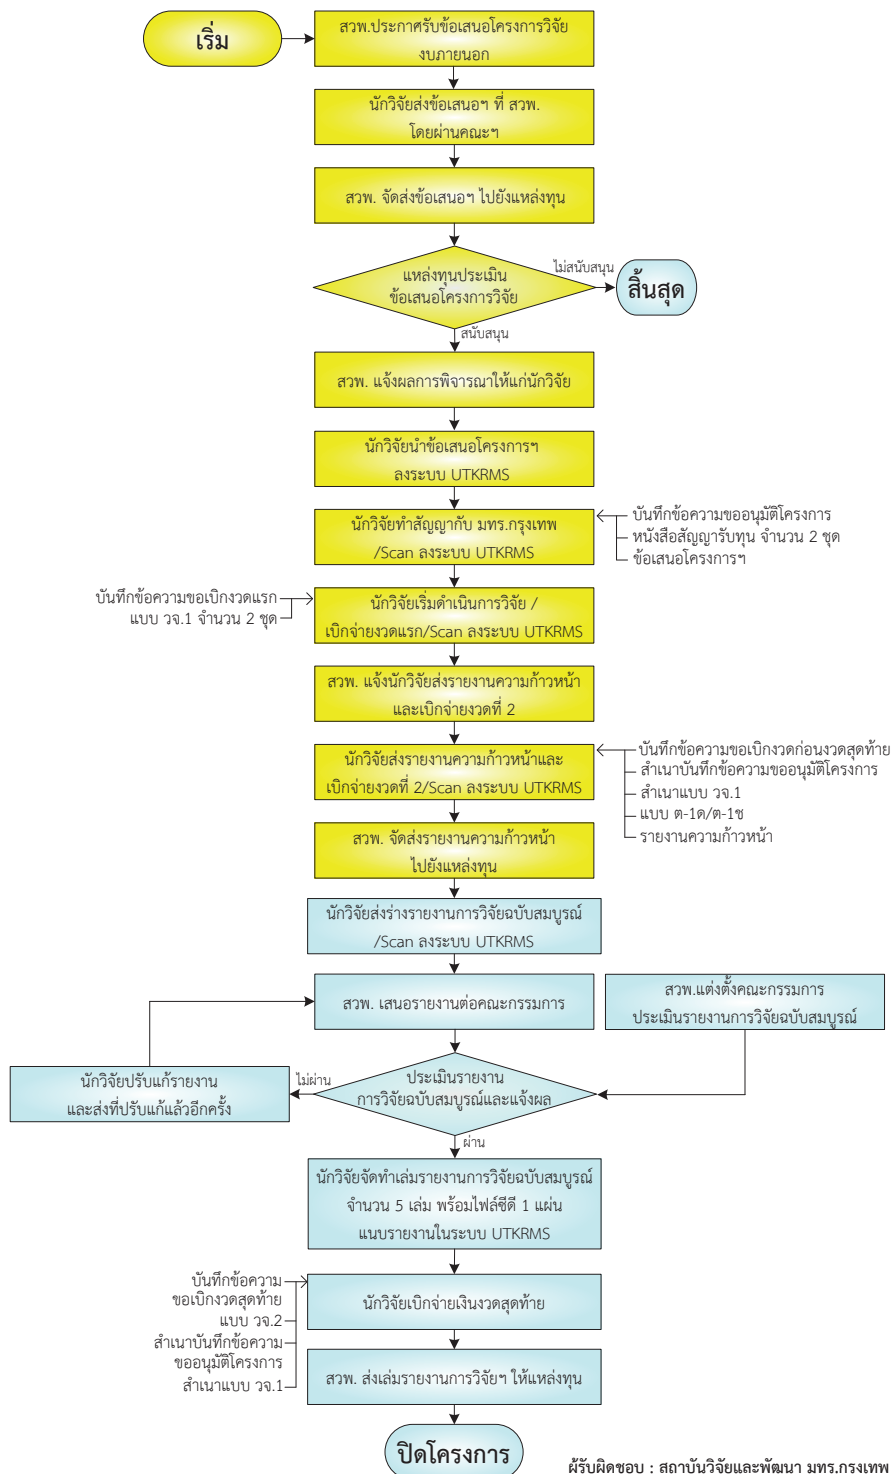 เริ่ม
สวพ.ประกาศรับข้อเสนอโครงการวิจัย
งบภายนอก
นักวิจัยส่งข้อเสนอฯ ที่ สวพ.
โดยผ่านคณะฯ
สวพ. จัดส่งข้อเสนอฯ ไปยังแหล่งทุน
แหล่งทุนประเมิน
ข้อเสนอโครงการวิจัย
ไม่สนับสนุน
สิ้นสุด
สนับสนุน
สวพ. แจ้งผลการพิจารณาให้แก่นักวิจัย
นักวิจัยนำข้อเสนอโครงการฯ
ลงระบบ UTKRMS
นักวิจัยทำสัญญากับ มทร.กรุงเทพ
/Scan ลงระบบ UTKRMS
บันทึกข้อความขออนุมัติโครงการ
หนังสือสัญญารับทุน จำนวน 2 ชุด
ข้อเสนอโครงการฯ
บันทึกข้อความขอเบิกงวดแรก
แบบ วจ.1 จำนวน 2 ชุด
นักวิจัยเริ่มดำเนินการวิจัย /
เบิกจ่ายงวดแรก/Scan ลงระบบ UTKRMS
สวพ. แจ้งนักวิจัยส่งรายงานความก้าวหน้า
และเบิกจ่ายงวดที่ 2
นักวิจัยส่งรายงานความก้าวหน้าและ
เบิกจ่ายงวดที่ 2/Scan ลงระบบ UTKRMS
บันทึกข้อความขอเบิกงวดก่อนงวดสุดท้าย
สำเนาบันทึกข้อความขออนุมัติโครงการ
สำเนาแบบ วจ.1
แบบ ต-1ด/ต-1ช
รายงานความก้าวหน้า
สวพ. จัดส่งรายงานความก้าวหน้า
ไปยังแหล่งทุน
นักวิจัยส่งร่างรายงานการวิจัยฉบับสมบูรณ์
/Scan ลงระบบ UTKRMS
สวพ. เสนอรายงานต่อคณะกรรมการ
สวพ.แต่งตั้งคณะกรรมการ
ประเมินรายงานการวิจัยฉบับสมบูรณ์
ประเมินรายงาน
การวิจัยฉบับสมบูรณ์และแจ้งผล
ไม่ผ่าน
นักวิจัยปรับแก้รายงาน
และส่งที่ปรับแก้แล้วอีกครั้ง
ผ่าน
นักวิจัยจัดทำเล่มรายงานการวิจัยฉบับสมบูรณ์
จำนวน 5 เล่ม พร้อมไฟล์ซีดี 1 แผ่น
แนบรายงานในระบบ UTKRMS
บันทึกข้อความ
ขอเบิกงวดสุดท้าย
แบบ วจ.2
สำเนาบันทึกข้อความ
ขออนุมัติโครงการ
สำเนาแบบ วจ.1
นักวิจัยเบิกจ่ายเงินงวดสุดท้าย
สวพ. ส่งเล่มรายงานการวิจัยฯ ให้แหล่งทุน
ปิดโครงการ
ผู้รับผิดชอบ : สถาบันวิจัยและพัฒนา มทร.กรุงเทพ